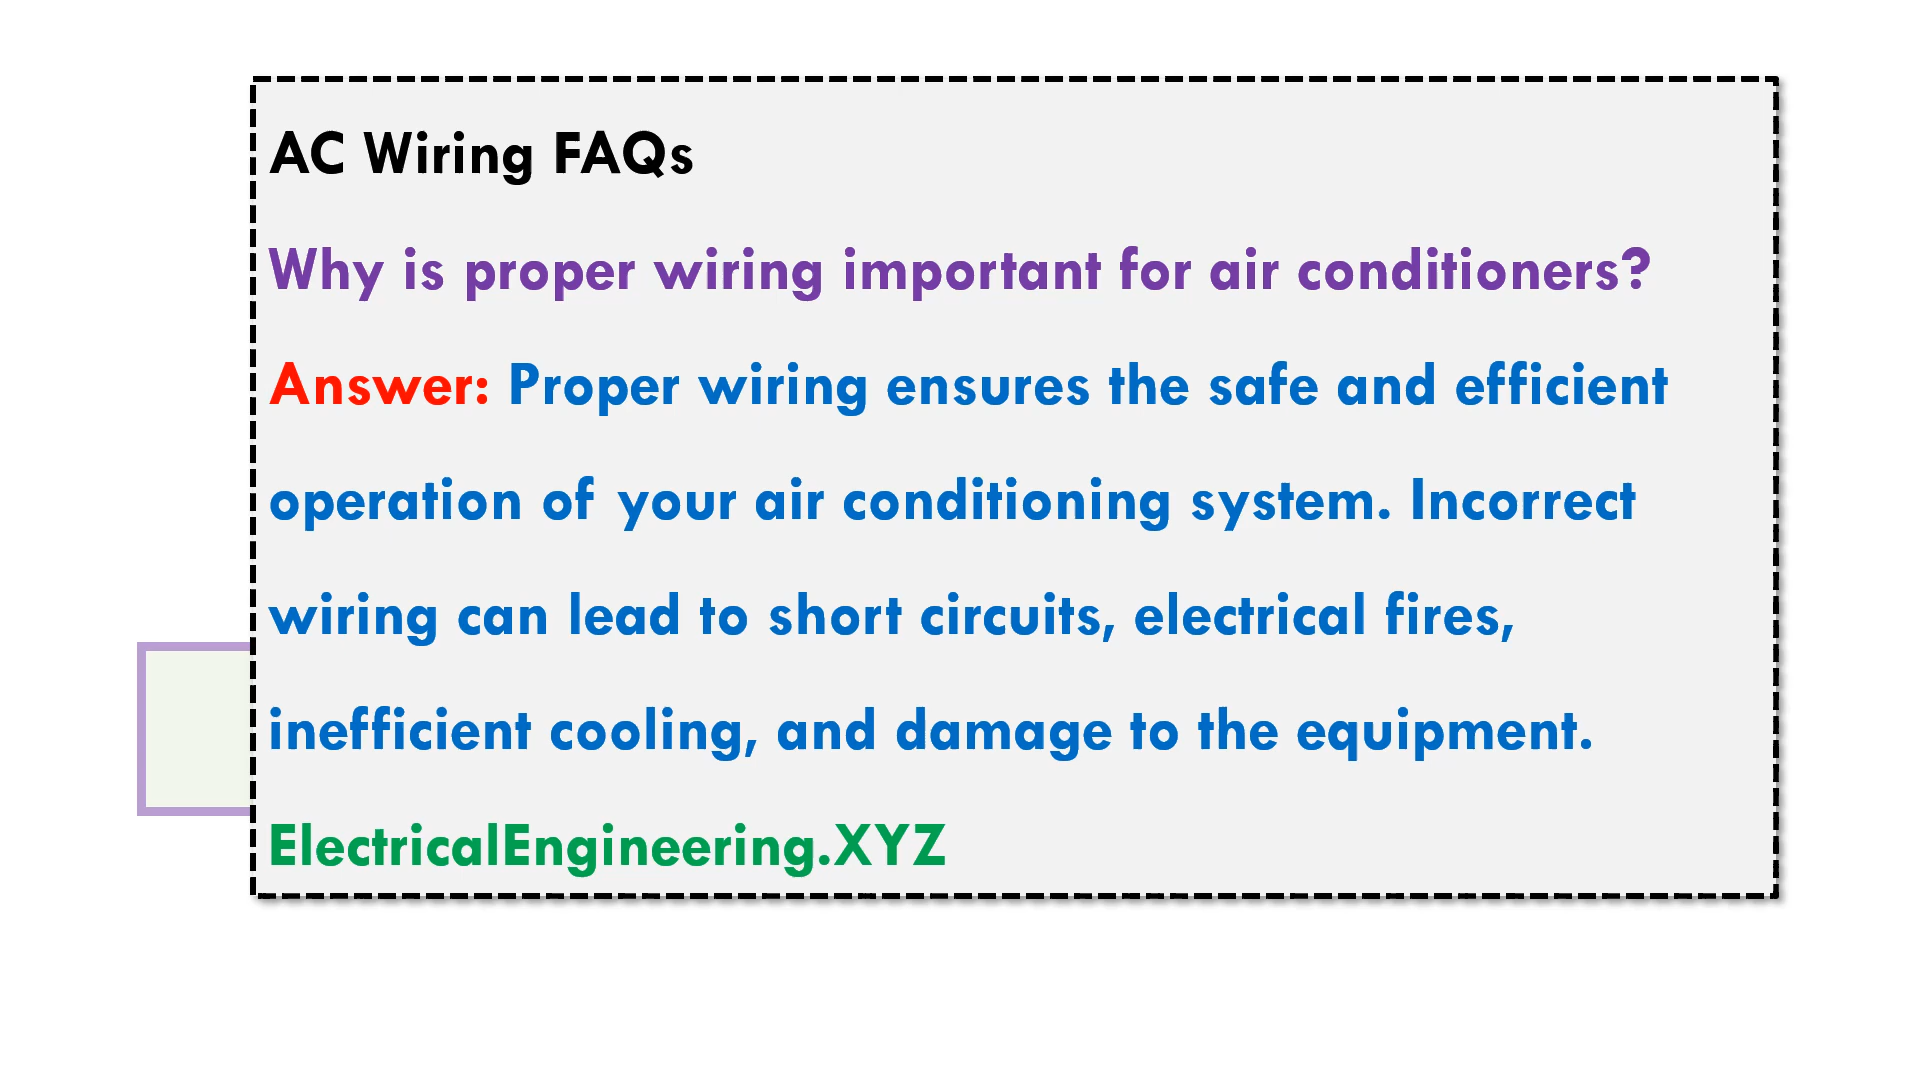 AC Wiring FAQs
Why is proper wiring important for air conditioners?
Answer: Proper wiring ensures the safe and efficient
operation of your air conditioning system. Incorrect
wiring can lead to short circuits, electrical fires,
inefficient cooling, and damage to the equipment.
ElectricalEngineering.XYZ